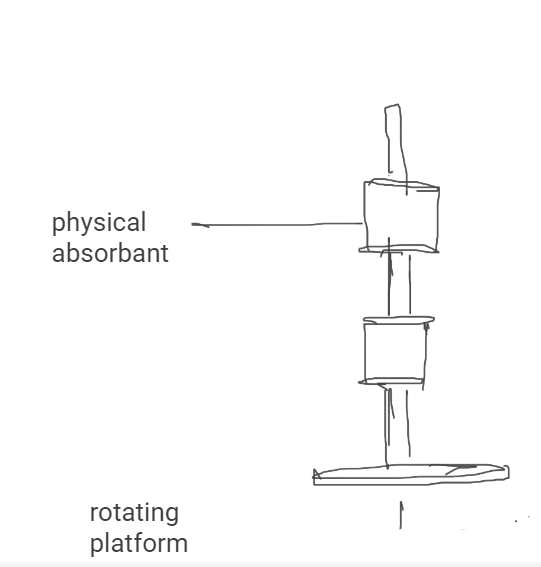 physical
absorbant
rotating
platform